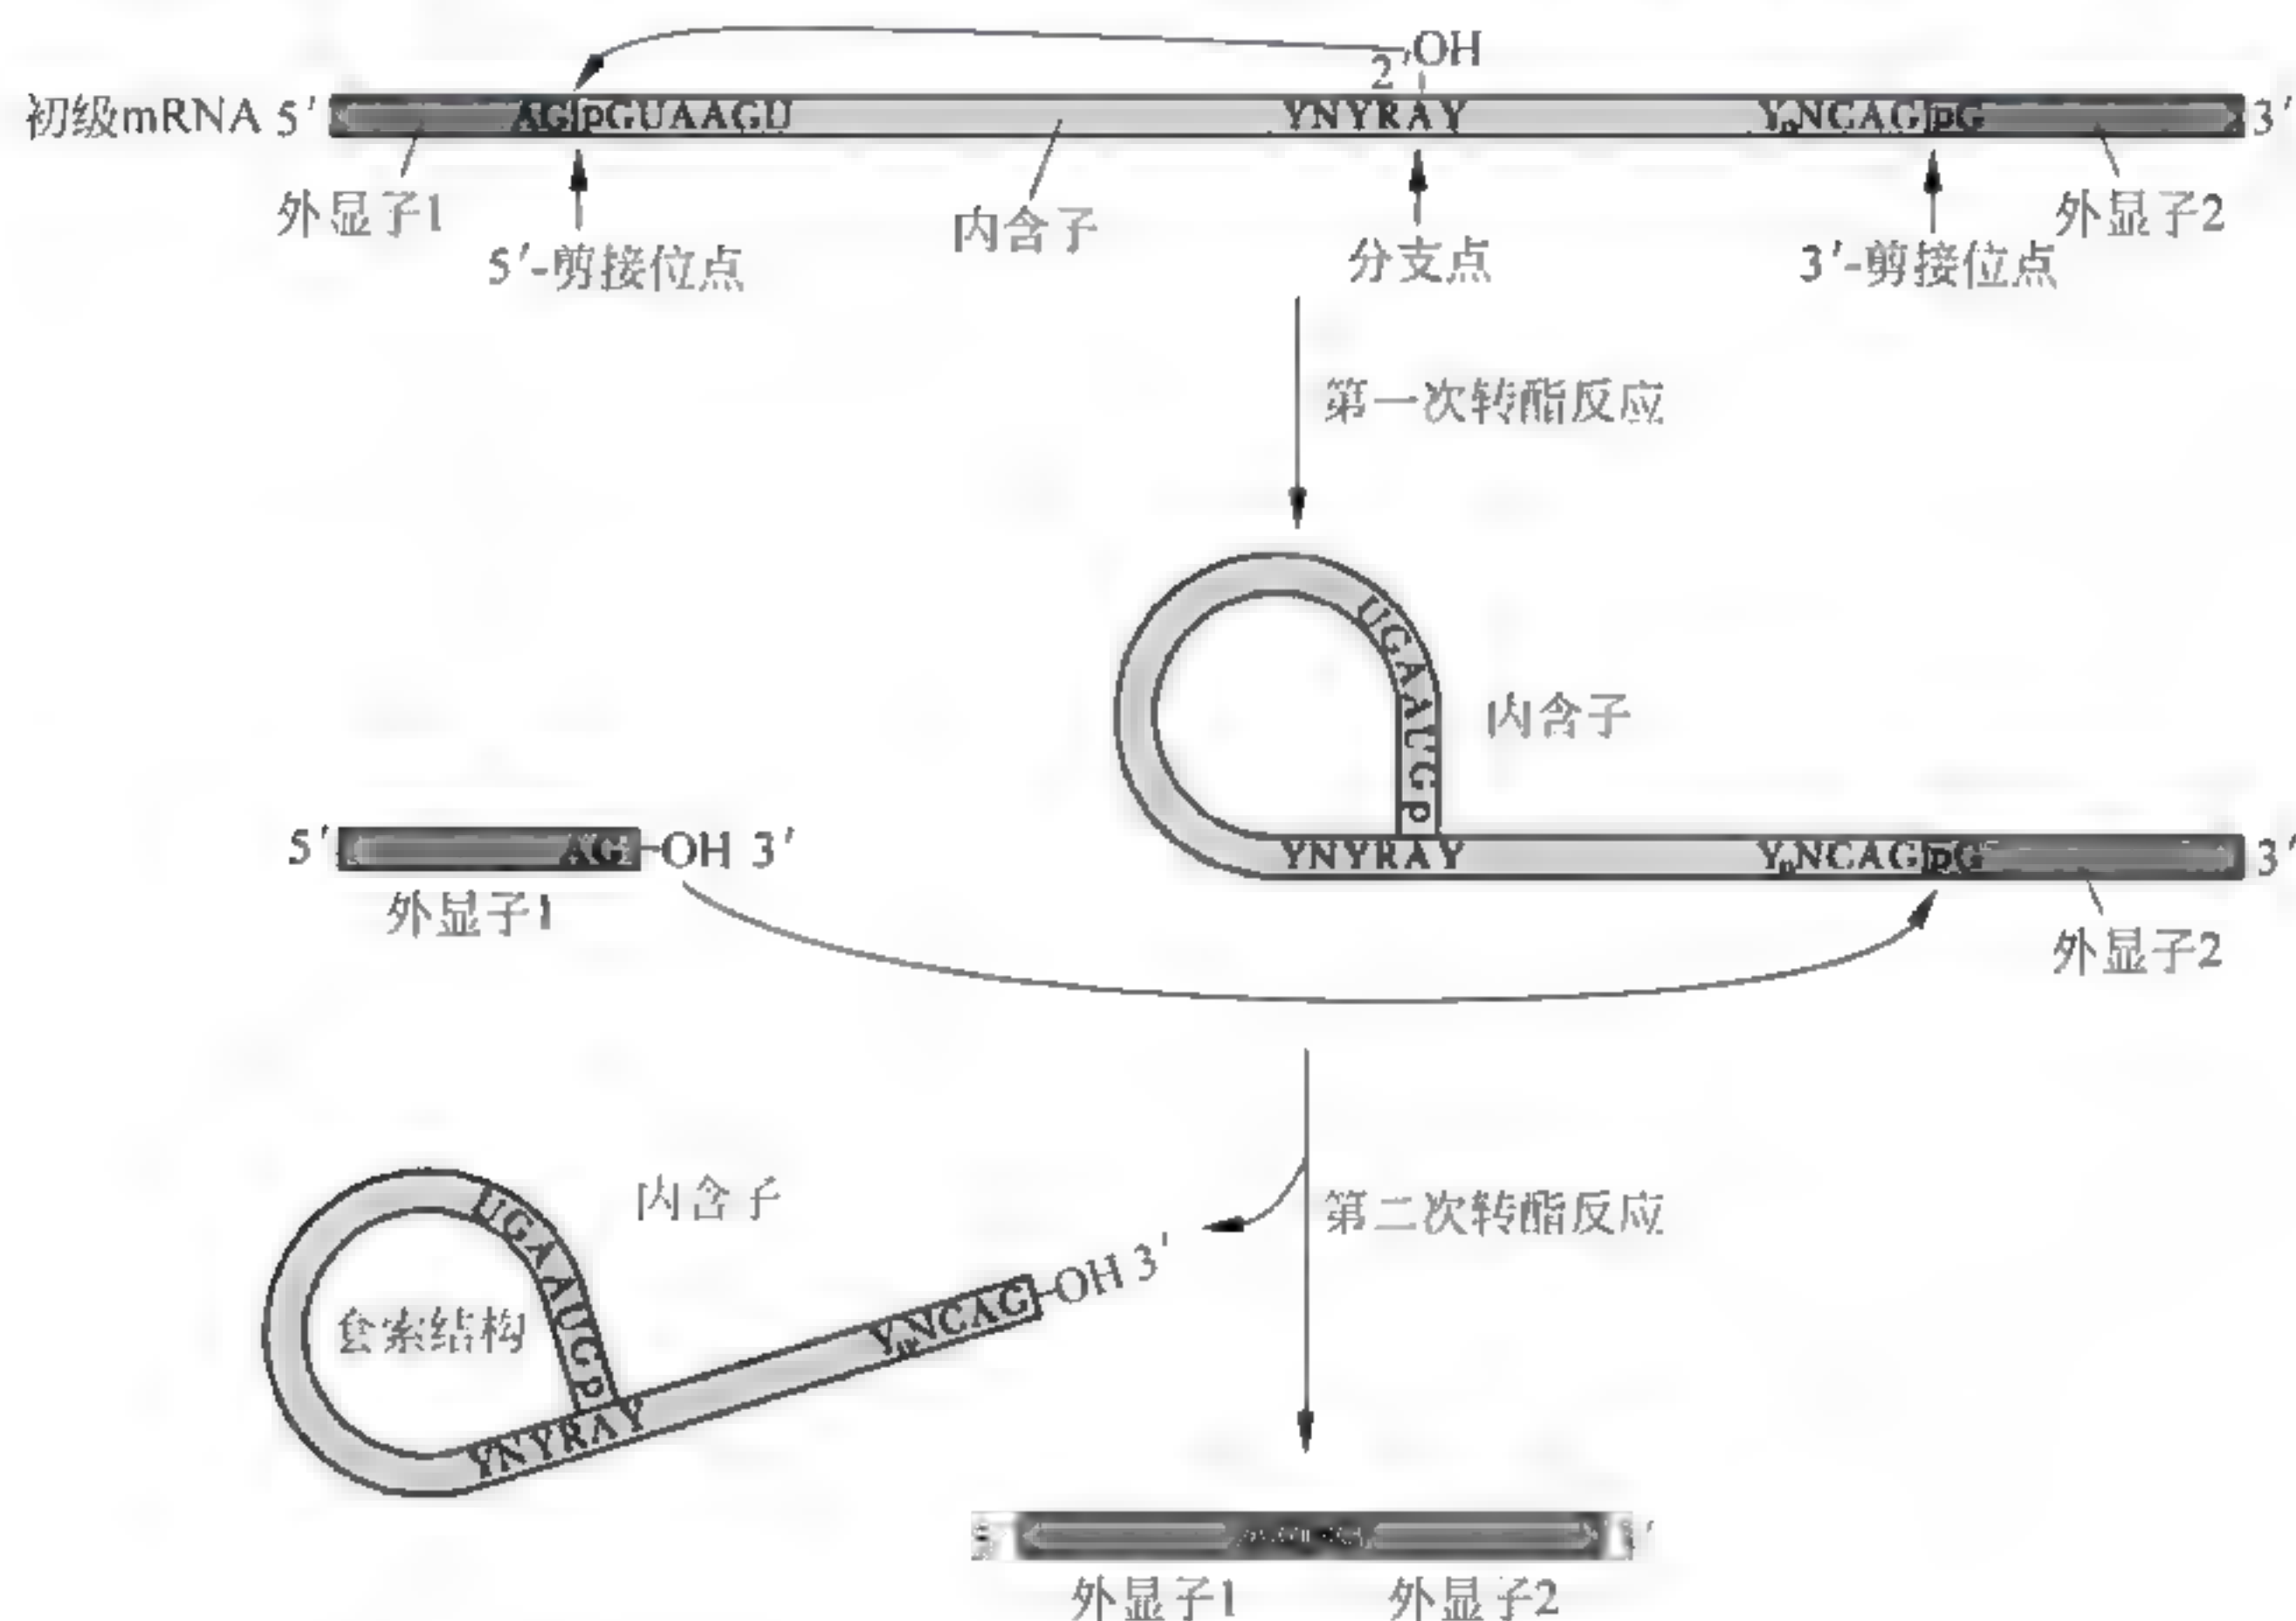 2'OH
初级mRNA 5' AG pGUAAGU YNYRAY YnNCAG pG 3'
外显子1 内含子 外显子2
5'-剪接位点 分支点 3'-剪接位点
第一次转酯反应
UGAAUGp
内含子
5' AG -OH 3' YNYRAY YnNCAG pG 3'
外显子1 外显子2
内含子
第二次转酯反应
UGAAUGp
套索结构
YNYRAY YnNCAG -OH 3'
外显子1 外显子2